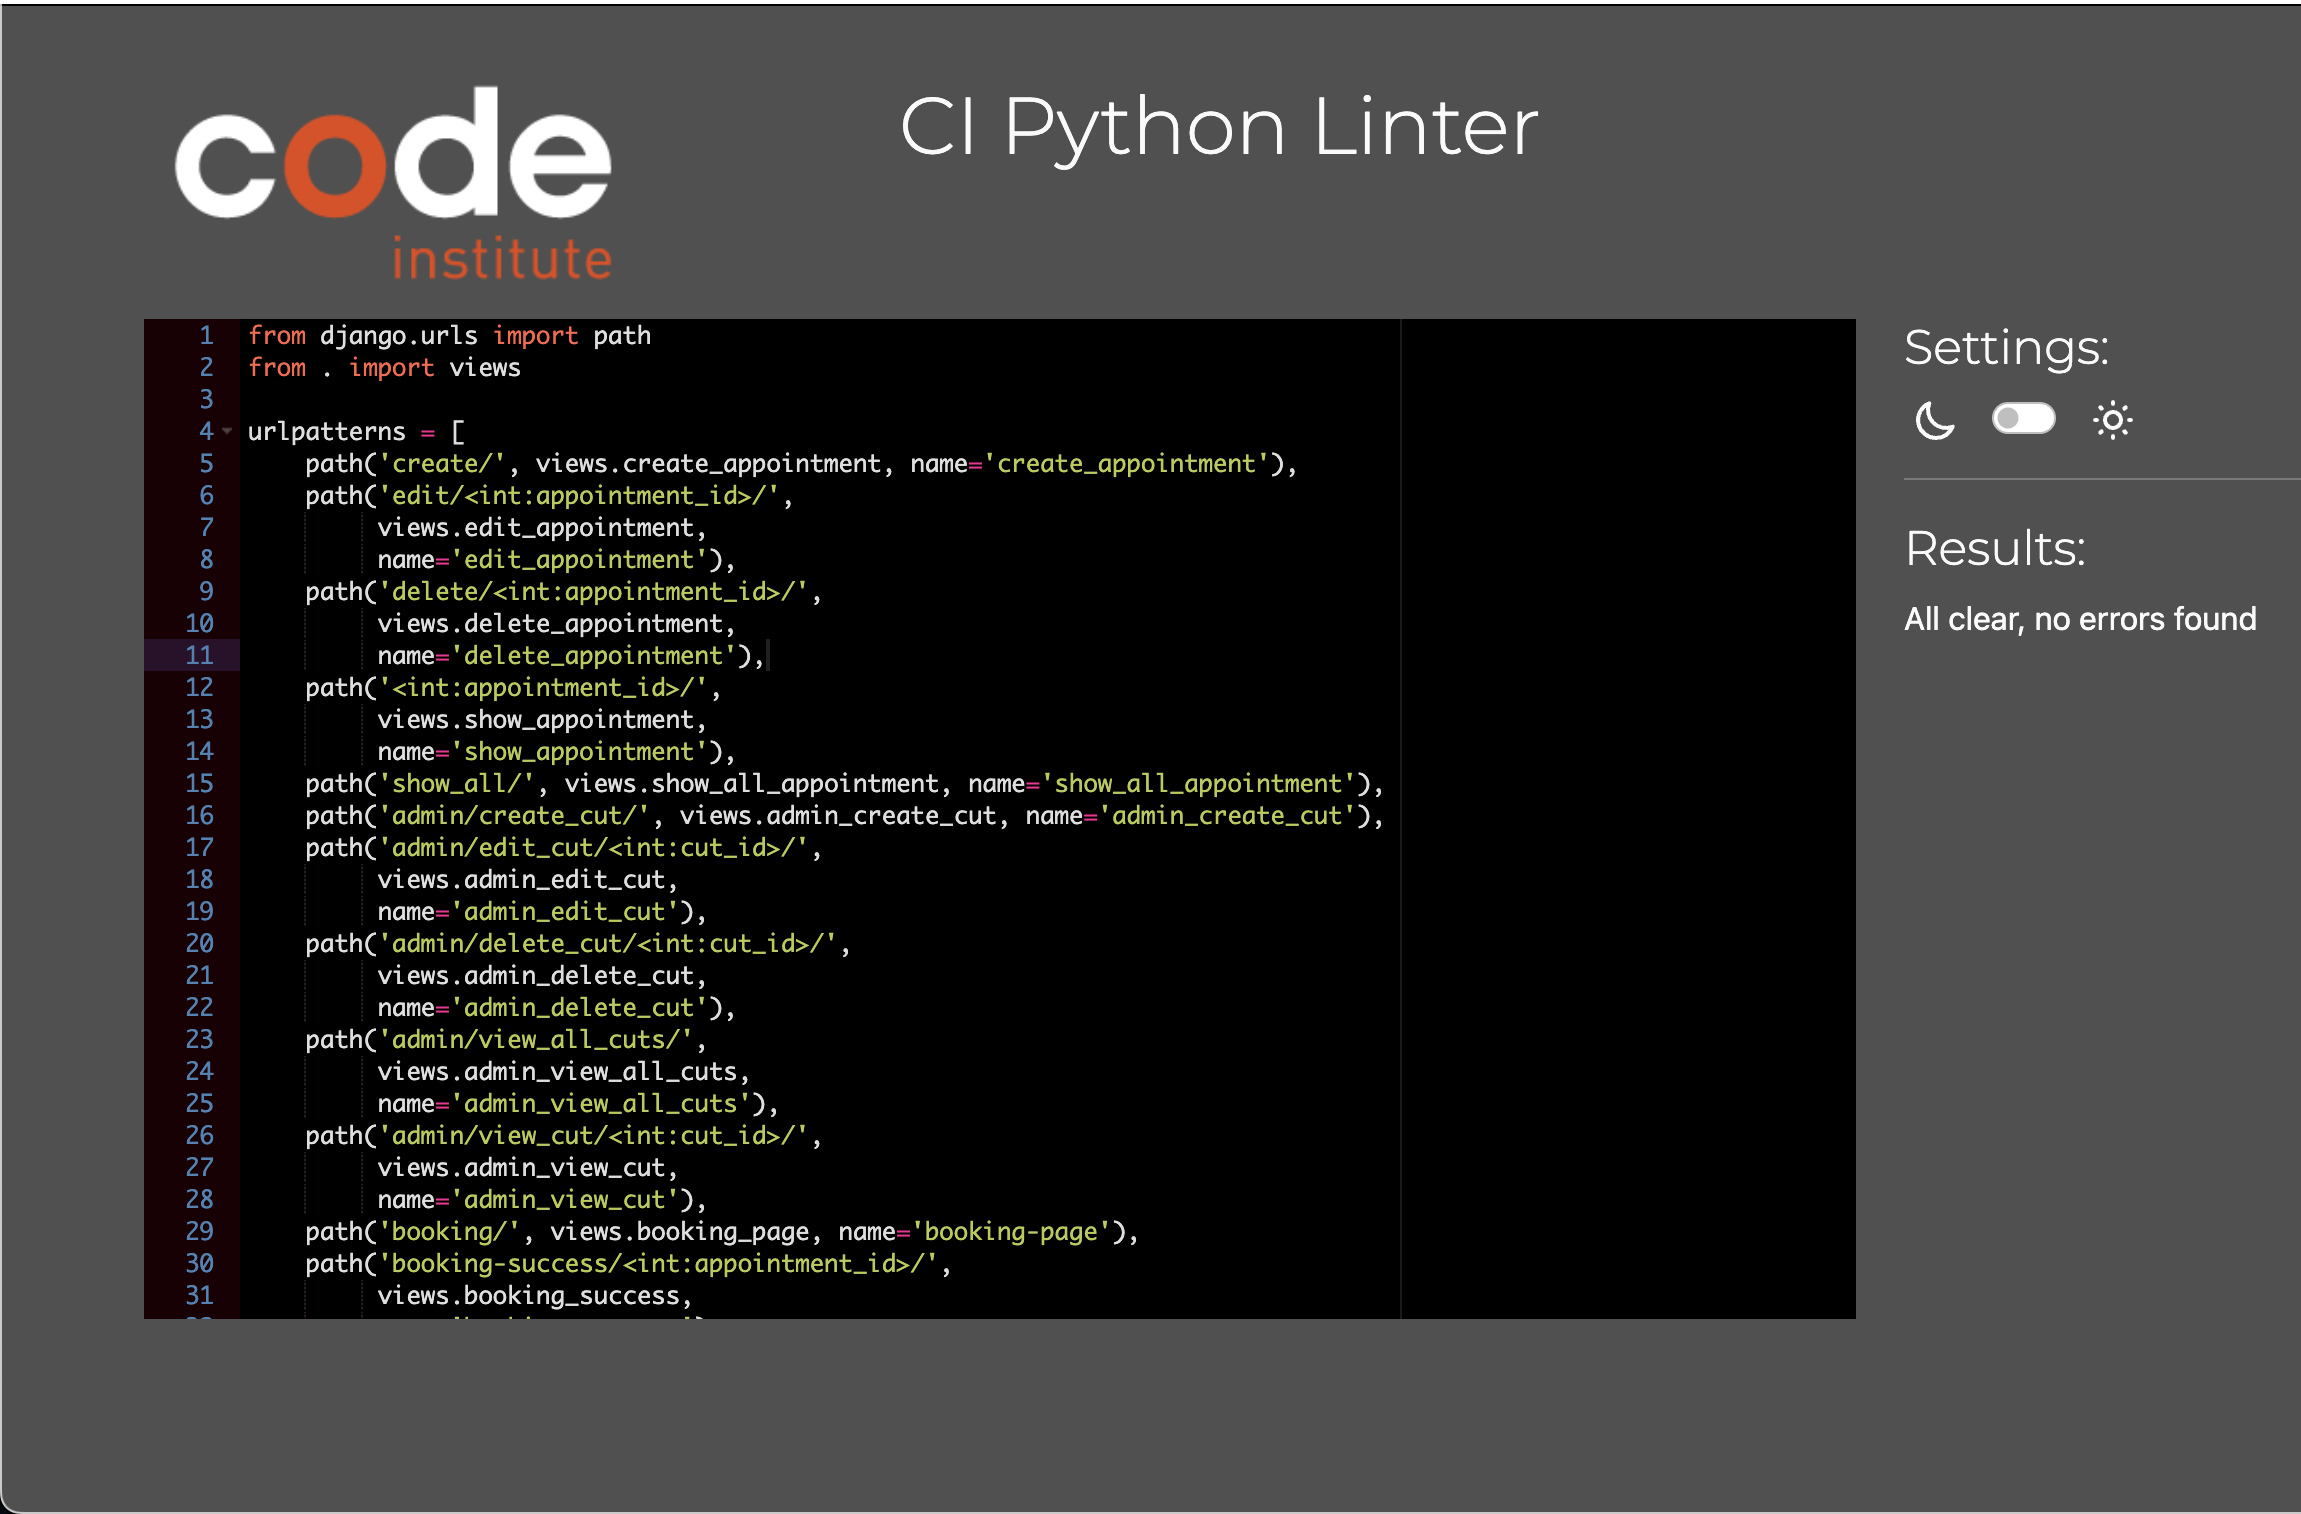 code
institute
CI Python Linter
1 from django.urls import path
2 from . import views
3
4 urlpatterns = [
5     path('create/', views.create_appointment, name='create_appointment'),
6     path('edit/<int:appointment_id>/',
7          views.edit_appointment,
8          name='edit_appointment'),
9     path('delete/<int:appointment_id>/',
10          views.delete_appointment,
11          name='delete_appointment'),
12     path('<int:appointment_id>/',
13          views.show_appointment,
14          name='show_appointment'),
15     path('show_all/', views.show_all_appointment, name='show_all_appointment'),
16     path('admin/create_cut/', views.admin_create_cut, name='admin_create_cut'),
17     path('admin/edit_cut/<int:cut_id>/',
18          views.admin_edit_cut,
19          name='admin_edit_cut'),
20     path('admin/delete_cut/<int:cut_id>/',
21          views.admin_delete_cut,
22          name='admin_delete_cut'),
23     path('admin/view_all_cuts/',
24          views.admin_view_all_cuts,
25          name='admin_view_all_cuts'),
26     path('admin/view_cut/<int:cut_id>/',
27          views.admin_view_cut,
28          name='admin_view_cut'),
29     path('booking/', views.booking_page, name='booking-page'),
30     path('booking-success/<int:appointment_id>/',
31          views.booking_success,
Settings:
Results:
All clear, no errors found